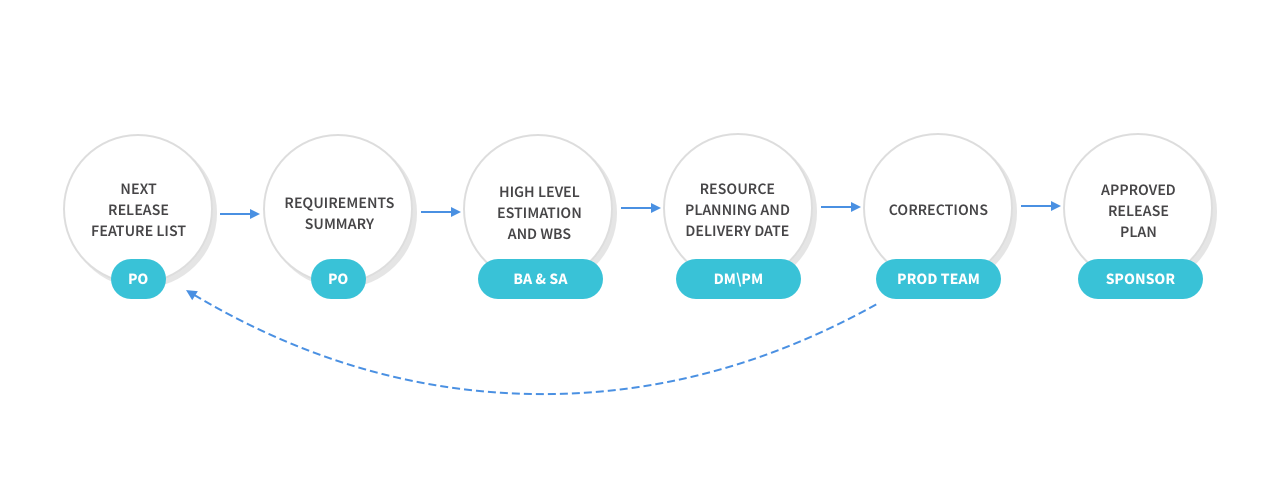 NEXT
RELEASE
FEATURE LIST
PO
REQUIREMENTS
SUMMARY
PO
HIGH LEVEL
ESTIMATION
AND WBS
BA & SA
RESOURCE
PLANNING AND
DELIVERY DATE
DM\PM
CORRECTIONS
PROD TEAM
APPROVED
RELEASE
PLAN
SPONSOR